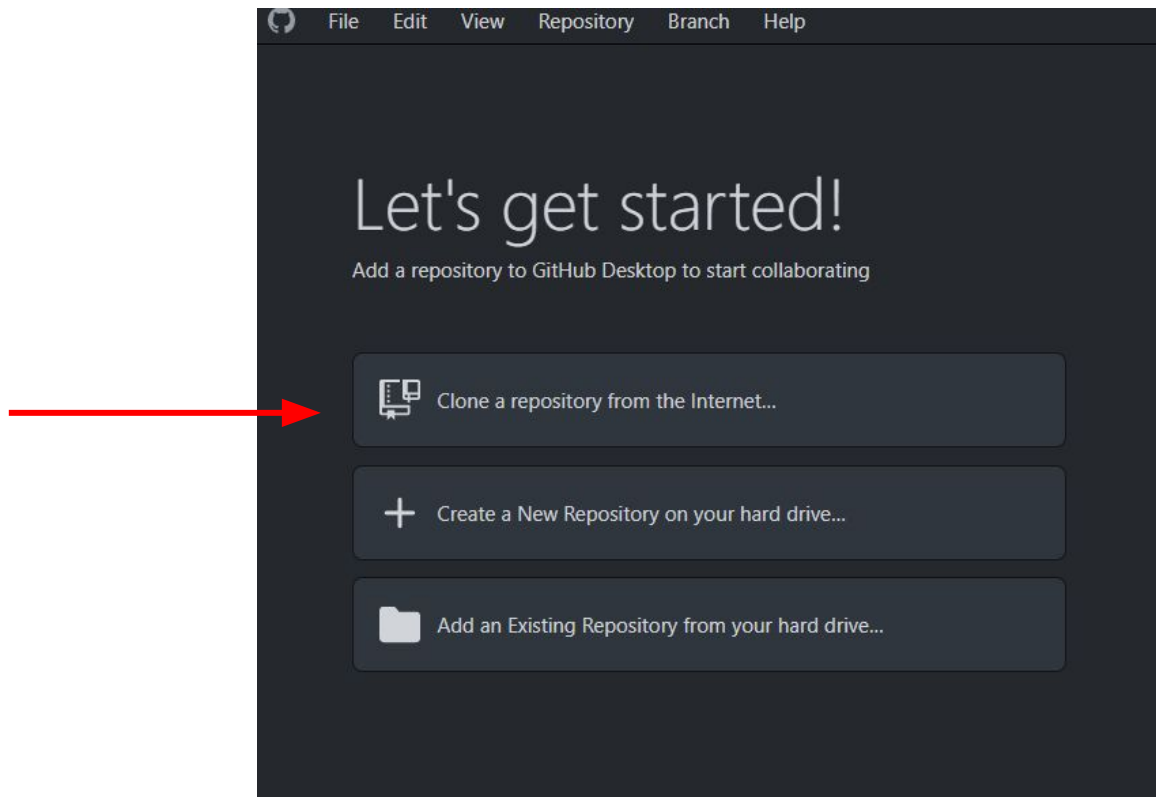 File Edit View Repository Branch Help
Let's get started!
Add a repository to GitHub Desktop to start collaborating
Clone a repository from the Internet...
Create a New Repository on your hard drive...
Add an Existing Repository from your hard drive...